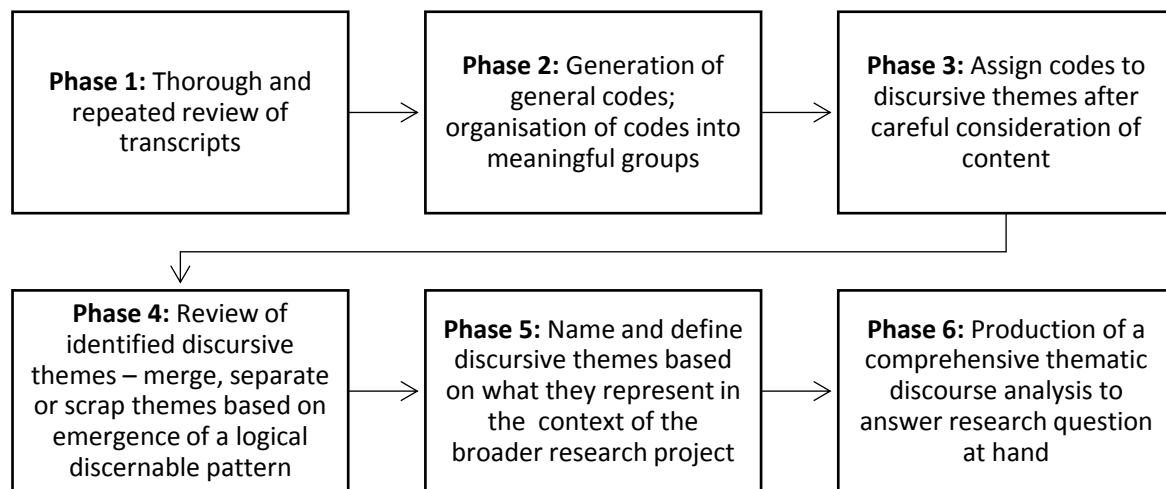 Phase 1: Thorough and
repeated review of
transcripts
Phase 2: Generation of
general codes;
organisation of codes into
meaningful groups
Phase 3: Assign codes to
discursive themes after
careful consideration of
content
Phase 4: Review of
identified discursive
themes – merge, separate
or scrap themes based on
emergence of a logical
discernable pattern
Phase 5: Name and define
discursive themes based
on what they represent in
the context of the
broader research project
Phase 6: Production of a
comprehensive thematic
discourse analysis to
answer research question
at hand